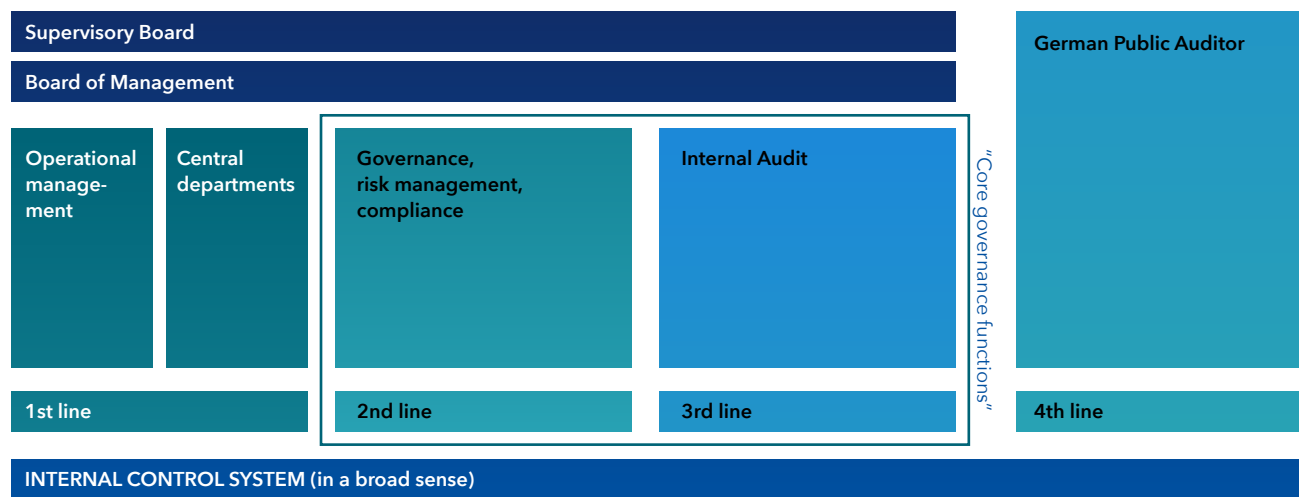 Supervisory Board
Board of Management
Operational
manage-
ment
Central
departments
Governance,
risk management,
compliance
Internal Audit
"Core governance functions"
German Public Auditor
1st line
2nd line
3rd line
4th line
INTERNAL CONTROL SYSTEM (in a broad sense)